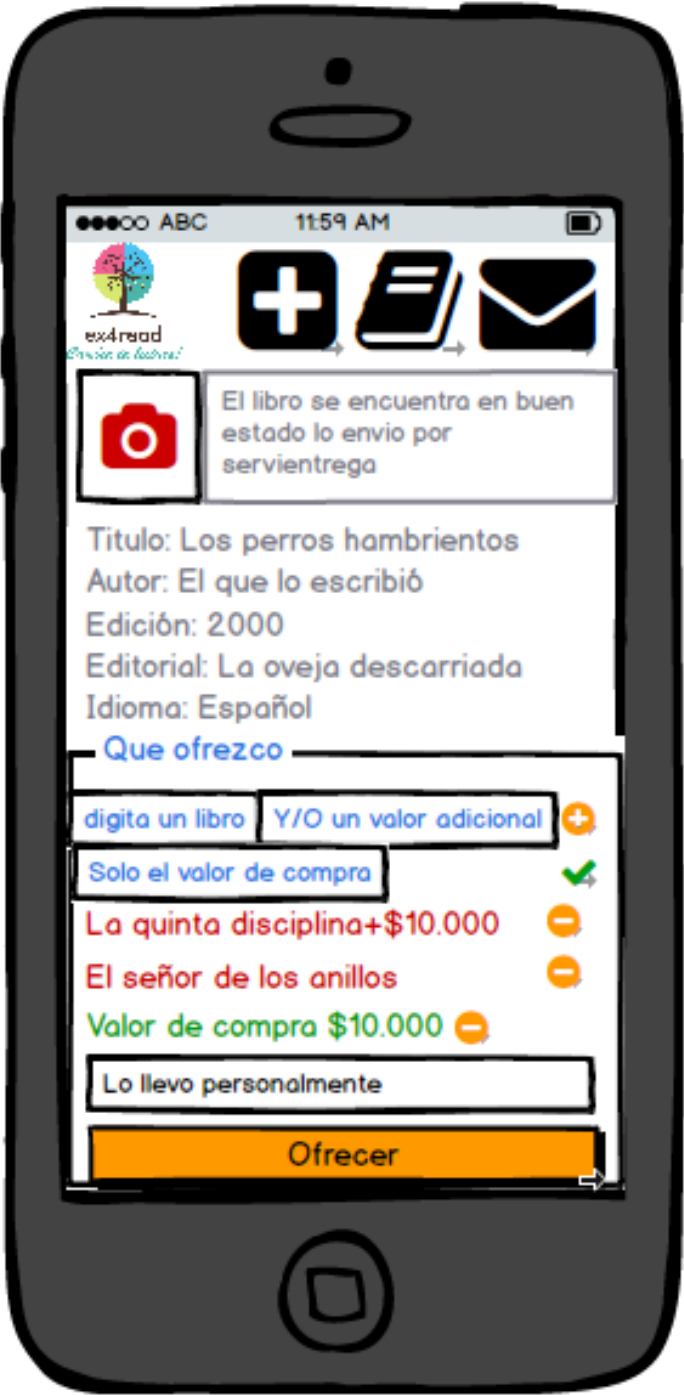 ABC 11:59 AM
ex4read
El libro se encuentra en buen
estado lo envio por
servientrega
Titulo: Los perros hambrientos
Autor: El que lo escribió
Edición: 2000
Editorial: La oveja descarriada
Idioma: Español
Que ofrezco
digita un libro Y/O un valor adicional
Solo el valor de compra
La quinta disciplina+$10.000
El señor de los anillos
Valor de compra $10.000
Lo llevo personalmente
Ofrecer